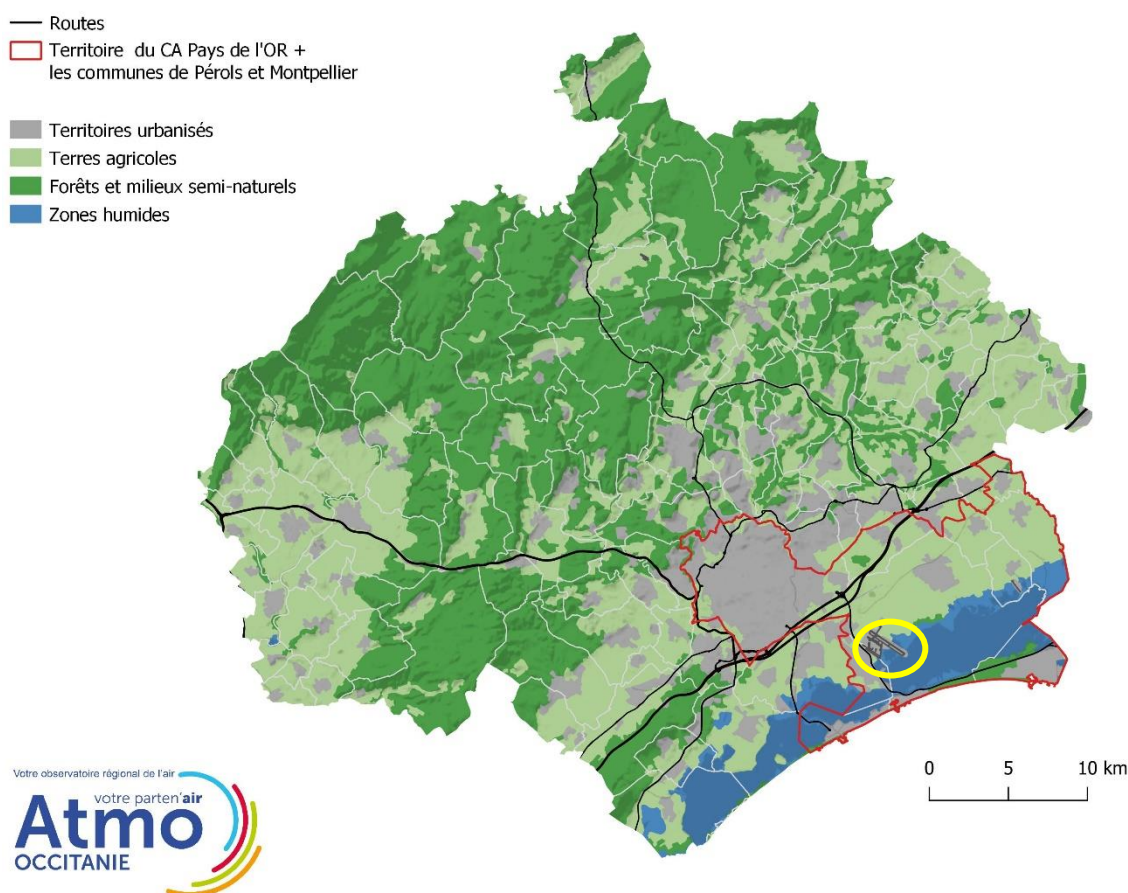 Routes
Territoire du CA Pays de l'OR +
les communes de Pérols et Montpellier
Territoires urbanisés
Terres agricoles
Forêts et milieux semi-naturels
Zones humides
0 5 10 km
Votre observatoire régional de l'air
votre parten'air
Atmo
OCCITANIE